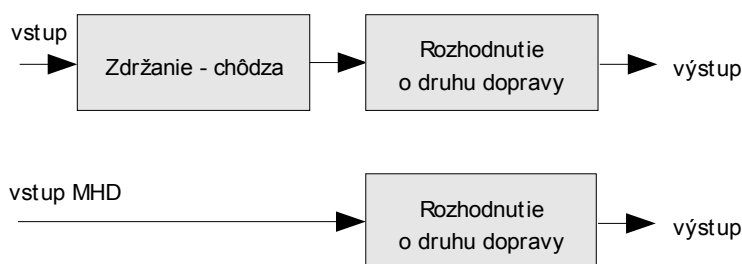 vstup
Zdržanie - chôdza
Rozhodnutie
o druhu dopravy
výstup
vstup MHD
Rozhodnutie
o druhu dopravy
výstup